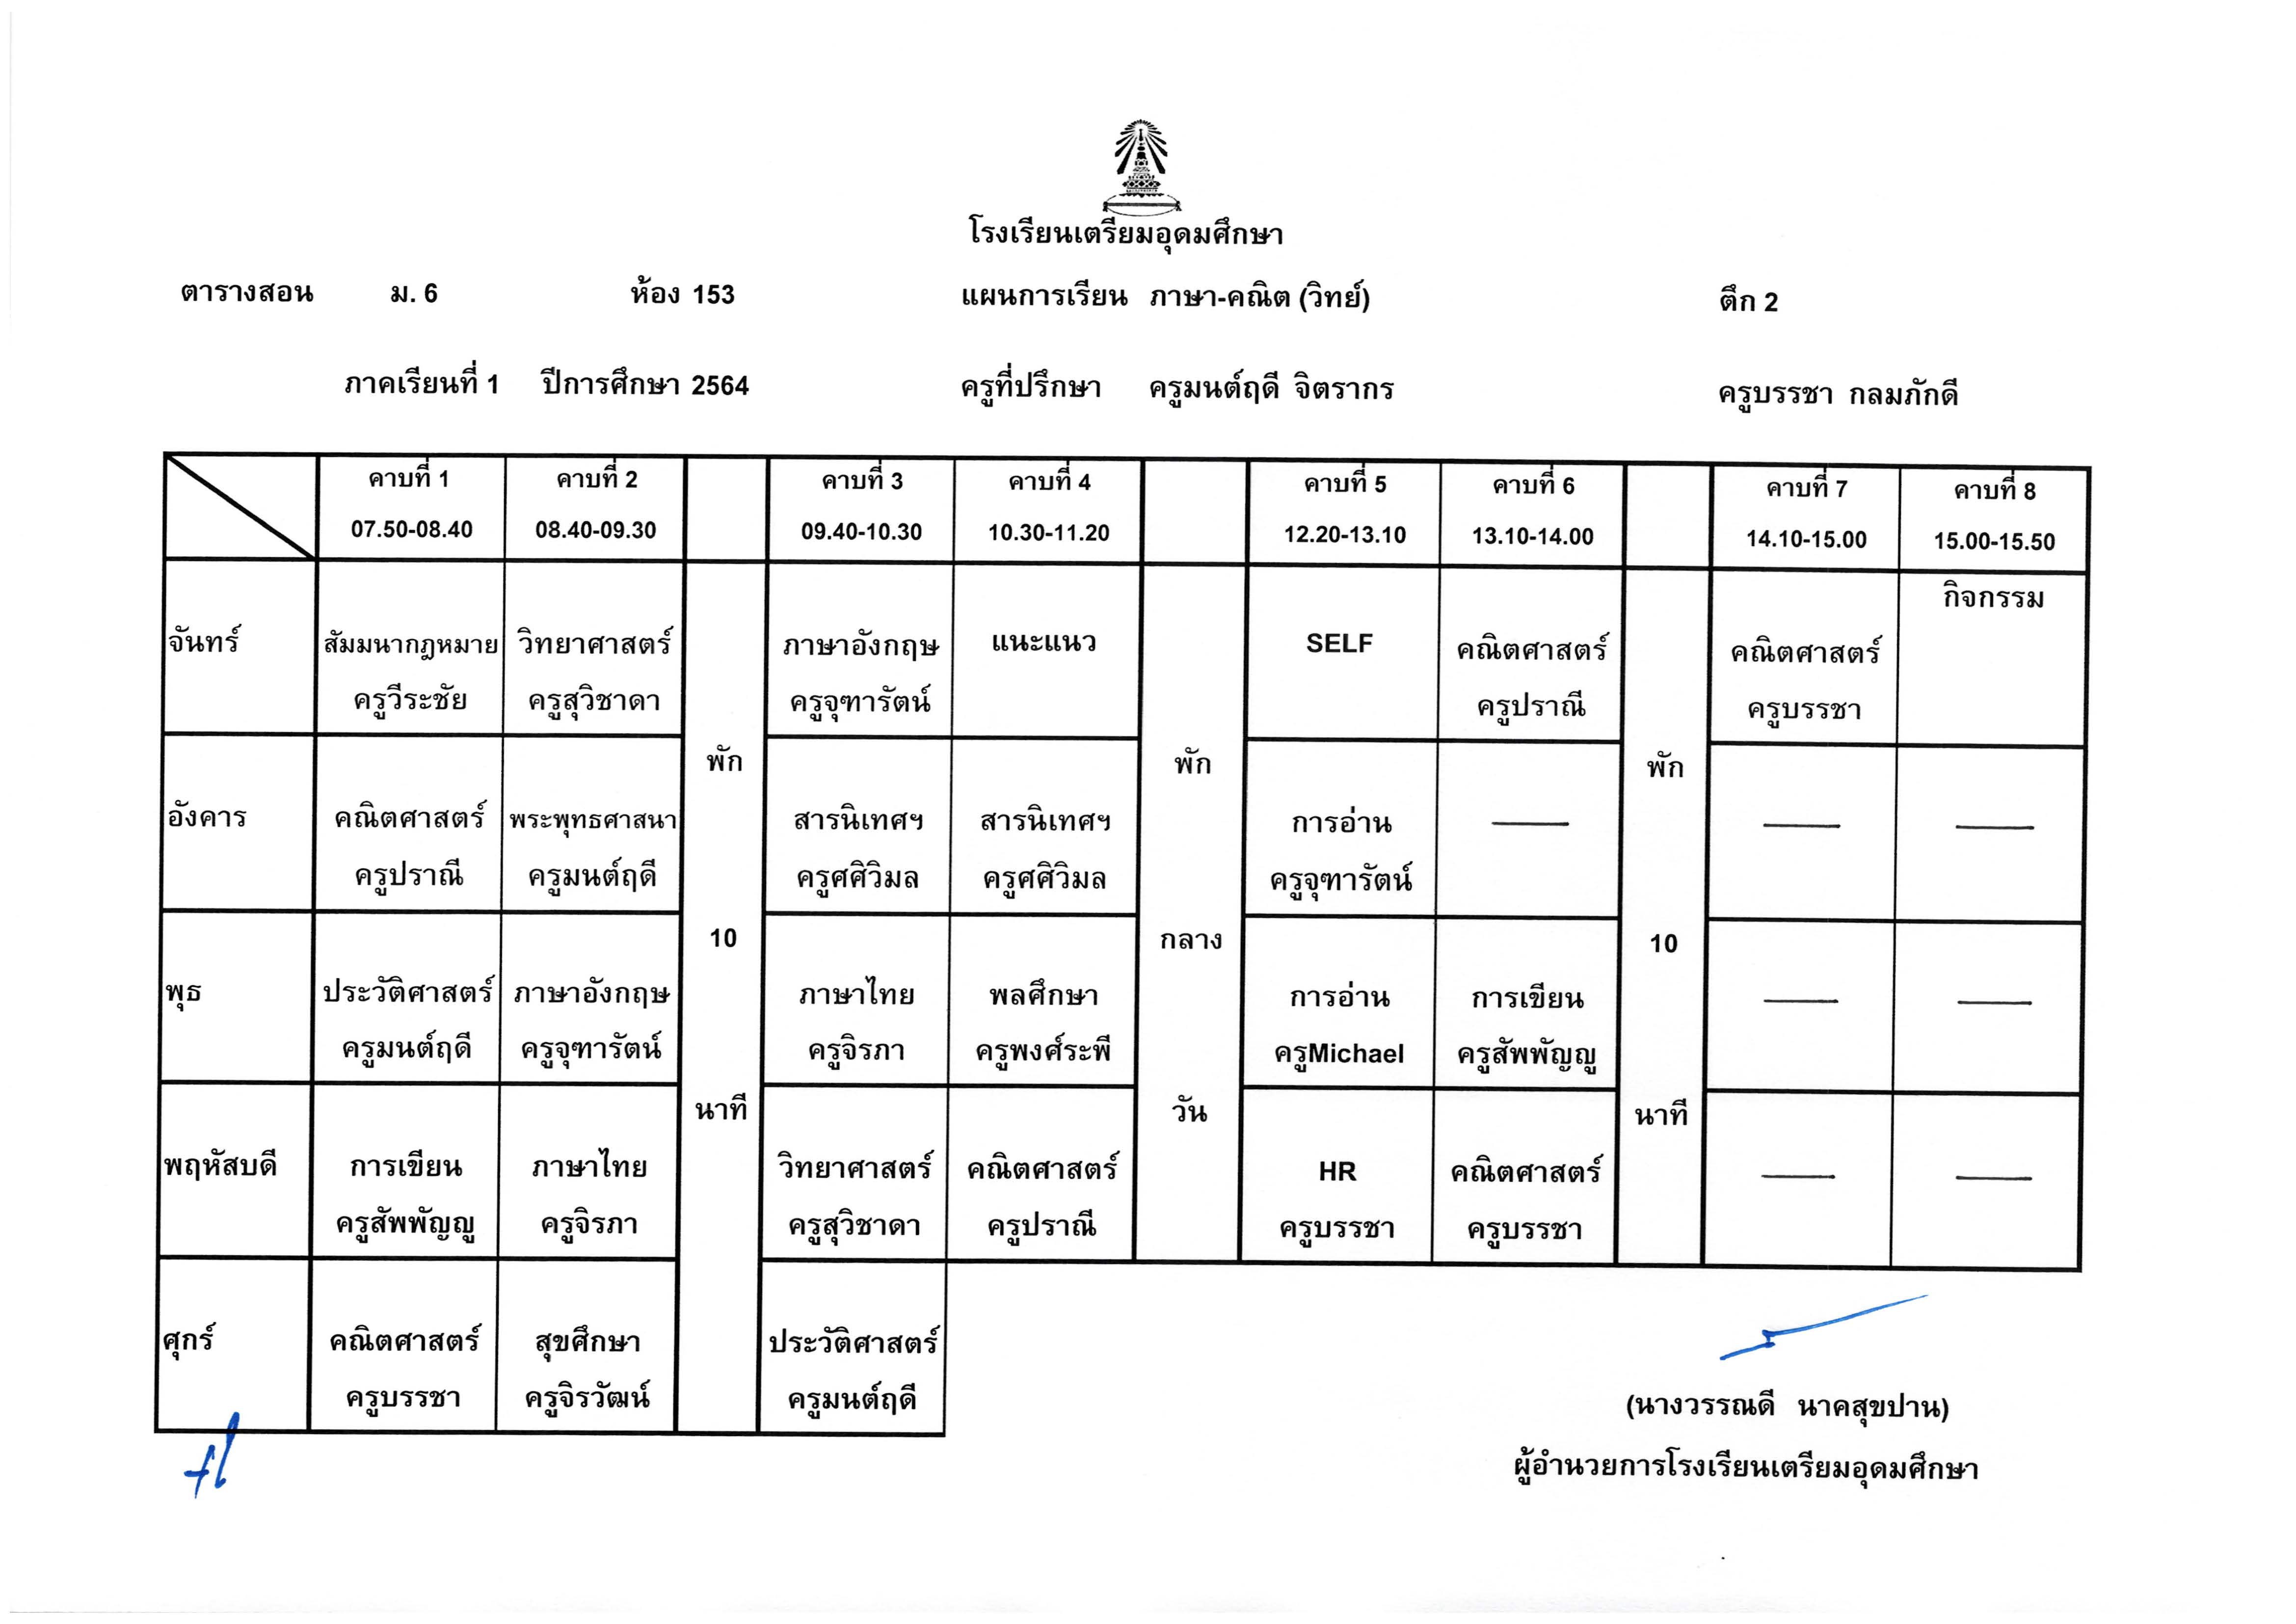 โรงเรียนเตรียมอุดมศึกษา
ตารางสอน ม. 6 ห้อง 153 แผนการเรียน ภาษา-คณิต (วิทย์) ตึก 2
ภาคเรียนที่ 1 ปีการศึกษา 2564 ครูที่ปรึกษา ครูมนต์ฤดี จิตรากร ครูบรรชา กลมภักดี
คาบที่ 1 คาบที่ 2 คาบที่ 3 คาบที่ 4 คาบที่ 5 คาบที่ 6 คาบที่ 7 คาบที่ 8
07.50-08.40 08.40-09.30 09.40-10.30 10.30-11.20 12.20-13.10 13.10-14.00 14.10-15.00 15.00-15.50
จันทร์ สัมมนากฎหมาย วิทยาศาสตร์ ภาษาอังกฤษ แนะแนว SELF คณิตศาสตร์ คณิตศาสตร์ กิจกรรม
ครูวีระชัย ครูสุวิชาดา ครูจุฑารัตน์ ครูปราณี ครูบรรชา
พัก พัก พัก
อังคาร คณิตศาสตร์ พระพุทธศาสนา สารนิเทศฯ สารนิเทศฯ การอ่าน
ครูปราณี ครูมนต์ฤดี ครูศศิวิมล ครูศศิวิมล ครูจุฑารัตน์
10 กลาง 10
พุธ ประวัติศาสตร์ ภาษาอังกฤษ ภาษาไทย พลศึกษา การอ่าน การเขียน
ครูมนต์ฤดี ครูจุฑารัตน์ ครูจิรภา ครูพงศ์ระพี ครูMichael ครูสัพพัญญู
นาที วัน นาที
พฤหัสบดี การเขียน ภาษาไทย วิทยาศาสตร์ คณิตศาสตร์ HR คณิตศาสตร์
ครูสัพพัญญู ครูจิรภา ครูสุวิชาดา ครูปราณี ครูบรรชา ครูบรรชา
ศุกร์ คณิตศาสตร์ สุขศึกษา ประวัติศาสตร์
ครูบรรชา ครูจิรวัฒน์ ครูมนต์ฤดี
(นางวรรณดี นาคสุขปาน)
ผู้อำนวยการโรงเรียนเตรียมอุดมศึกษา